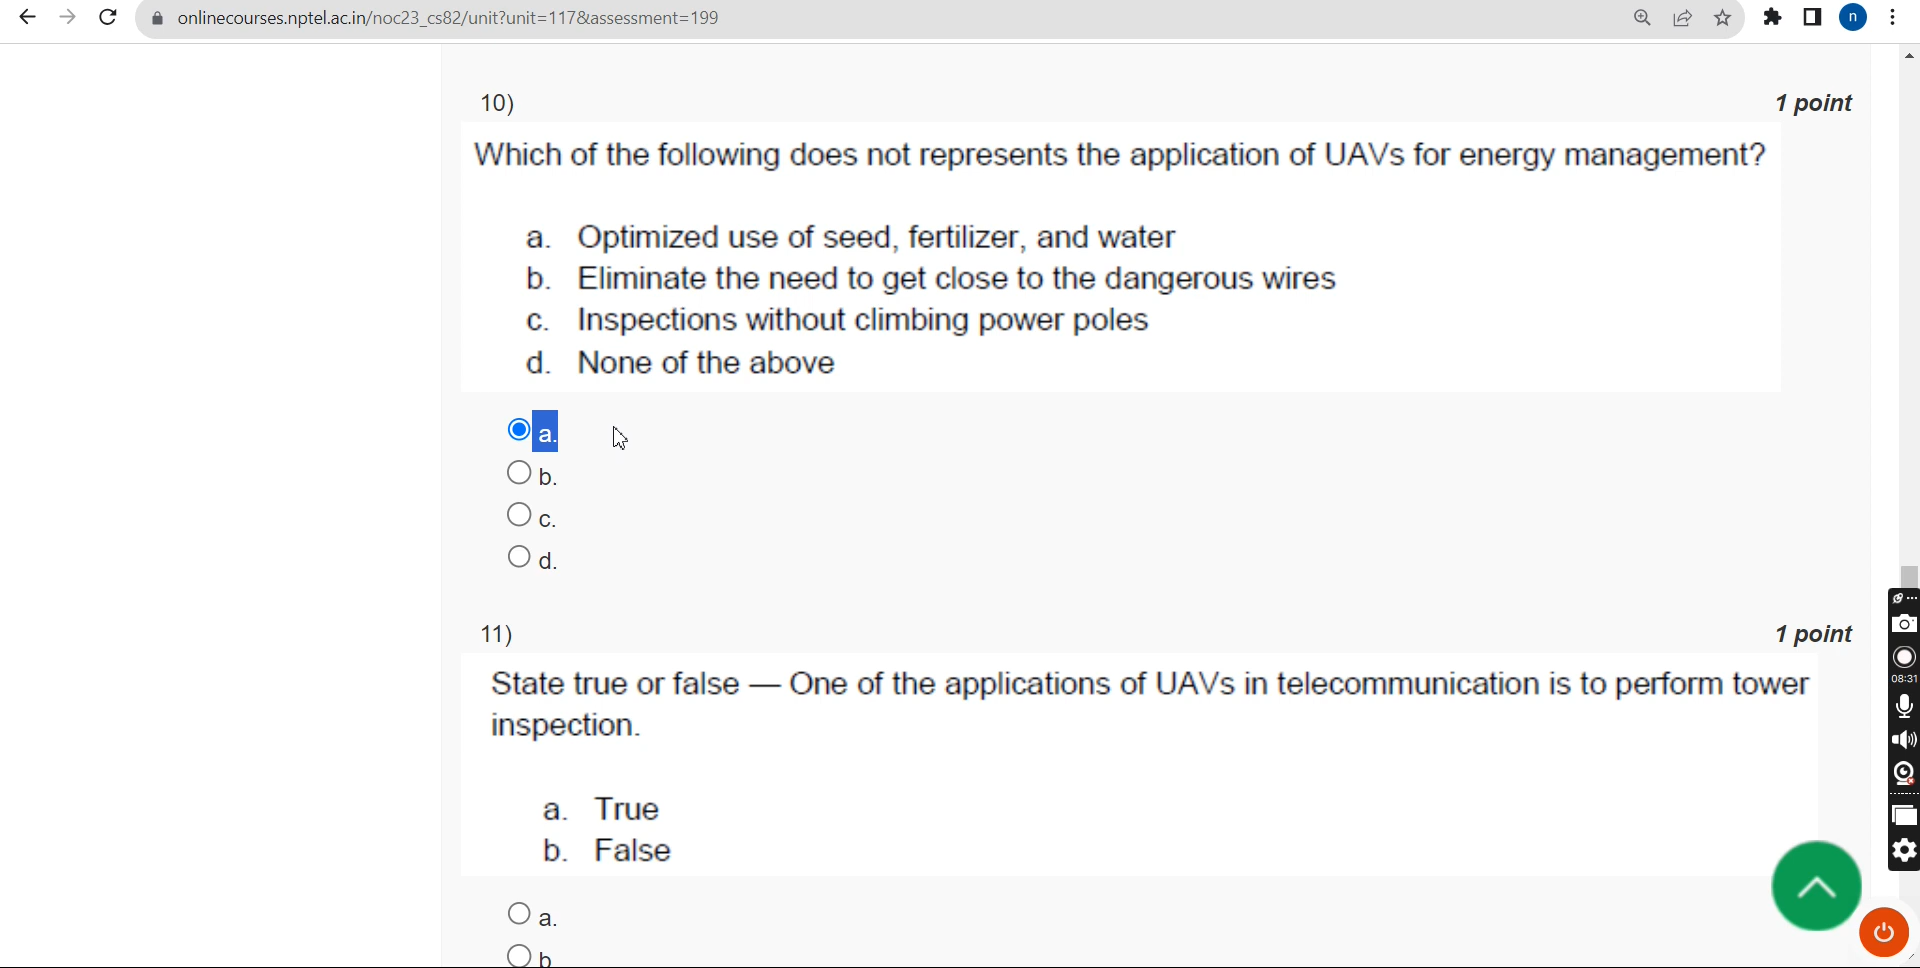 onlinecourses.nptel.ac.in/noc23_cs82/unit?unit=117&assessment=199
n
10)
1 point
Which of the following does not represents the application of UAVs for energy management?
a. Optimized use of seed, fertilizer, and water
b. Eliminate the need to get close to the dangerous wires
c. Inspections without climbing power poles
d. None of the above
a.
b.
c.
d.
11)
1 point
State true or false — One of the applications of UAVs in telecommunication is to perform tower
inspection.
08:31
a. True
b. False
a.
b